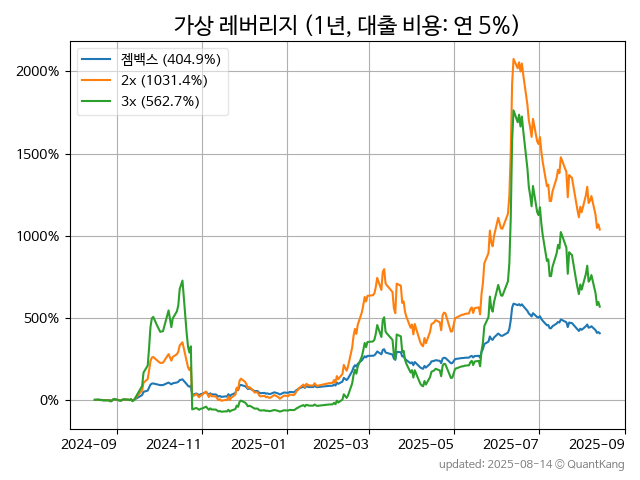 가상 레버리지 (1년, 대출 비용: 연 5%)
젬백스 (404.9%)
2x (1031.4%)
3x (562.7%)
2000%
1500%
1000%
500%
0%
2024-09 2024-11 2025-01 2025-03 2025-05 2025-07 2025-09
updated: 2025-08-14 © QuantKang